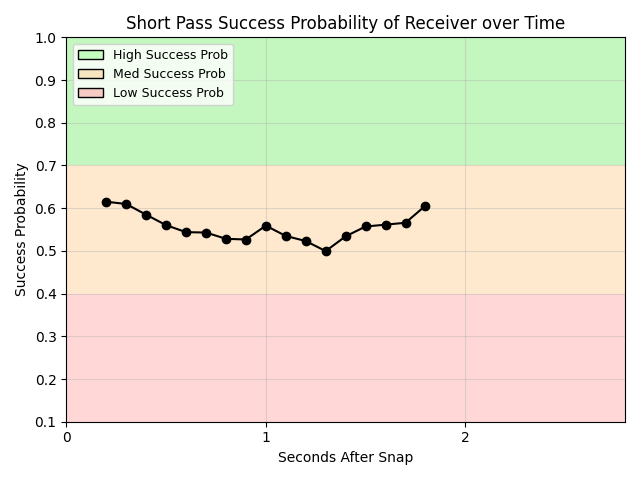 Short Pass Success Probability of Receiver over Time
1.0
High Success Prob
0.9
Med Success Prob
Low Success Prob
0.8
0.7
0.6
0.5
0.4
0.3
0.2
0.1
Success Probability
0
1
2
Seconds After Snap